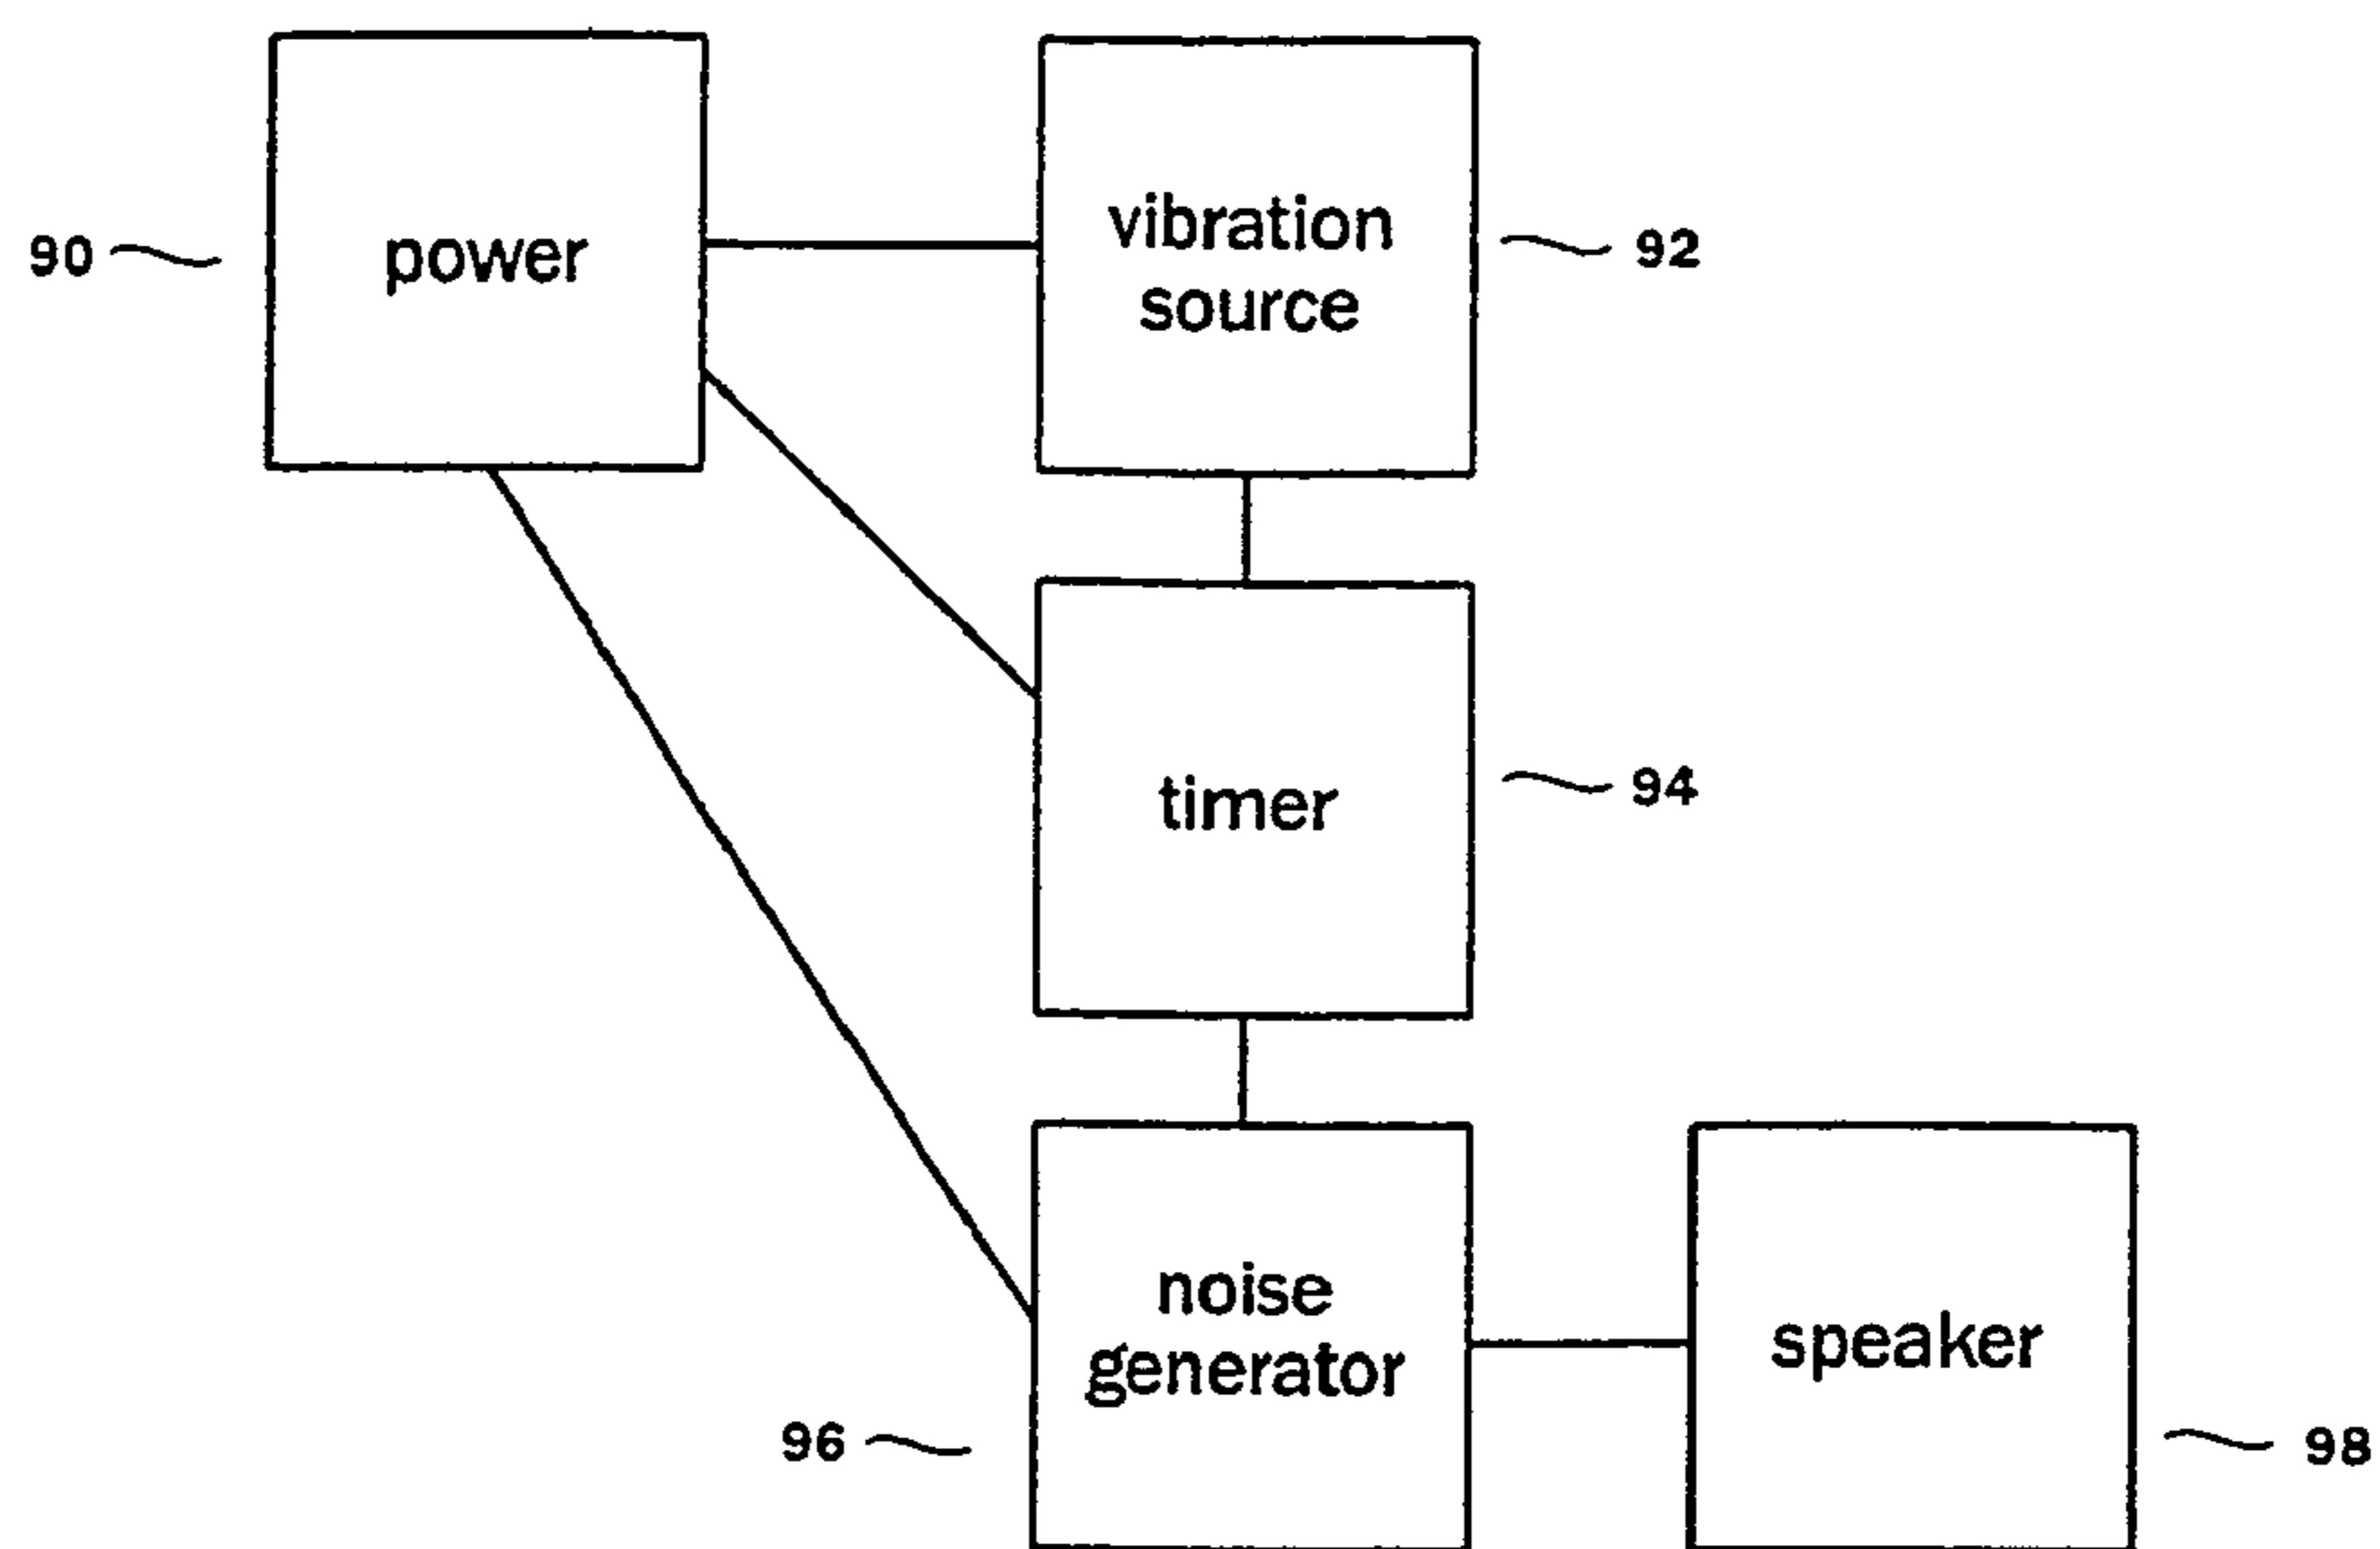 90
power
vibration
source
92
timer
94
noise
generator
96
speaker
98